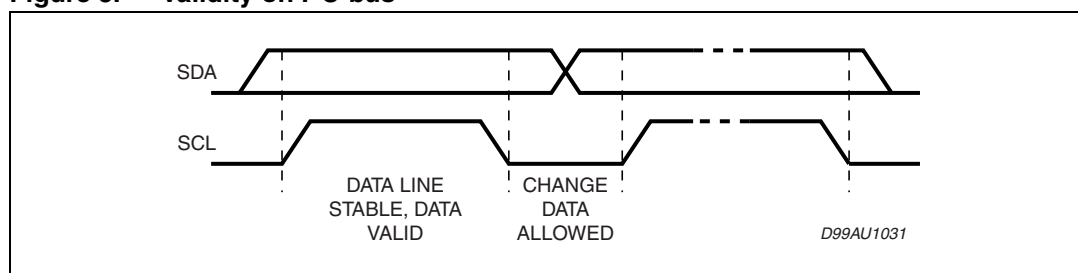 SDA
SCL
DATA LINE
STABLE, DATA
VALID
CHANGE
DATA
ALLOWED
D99AU1031